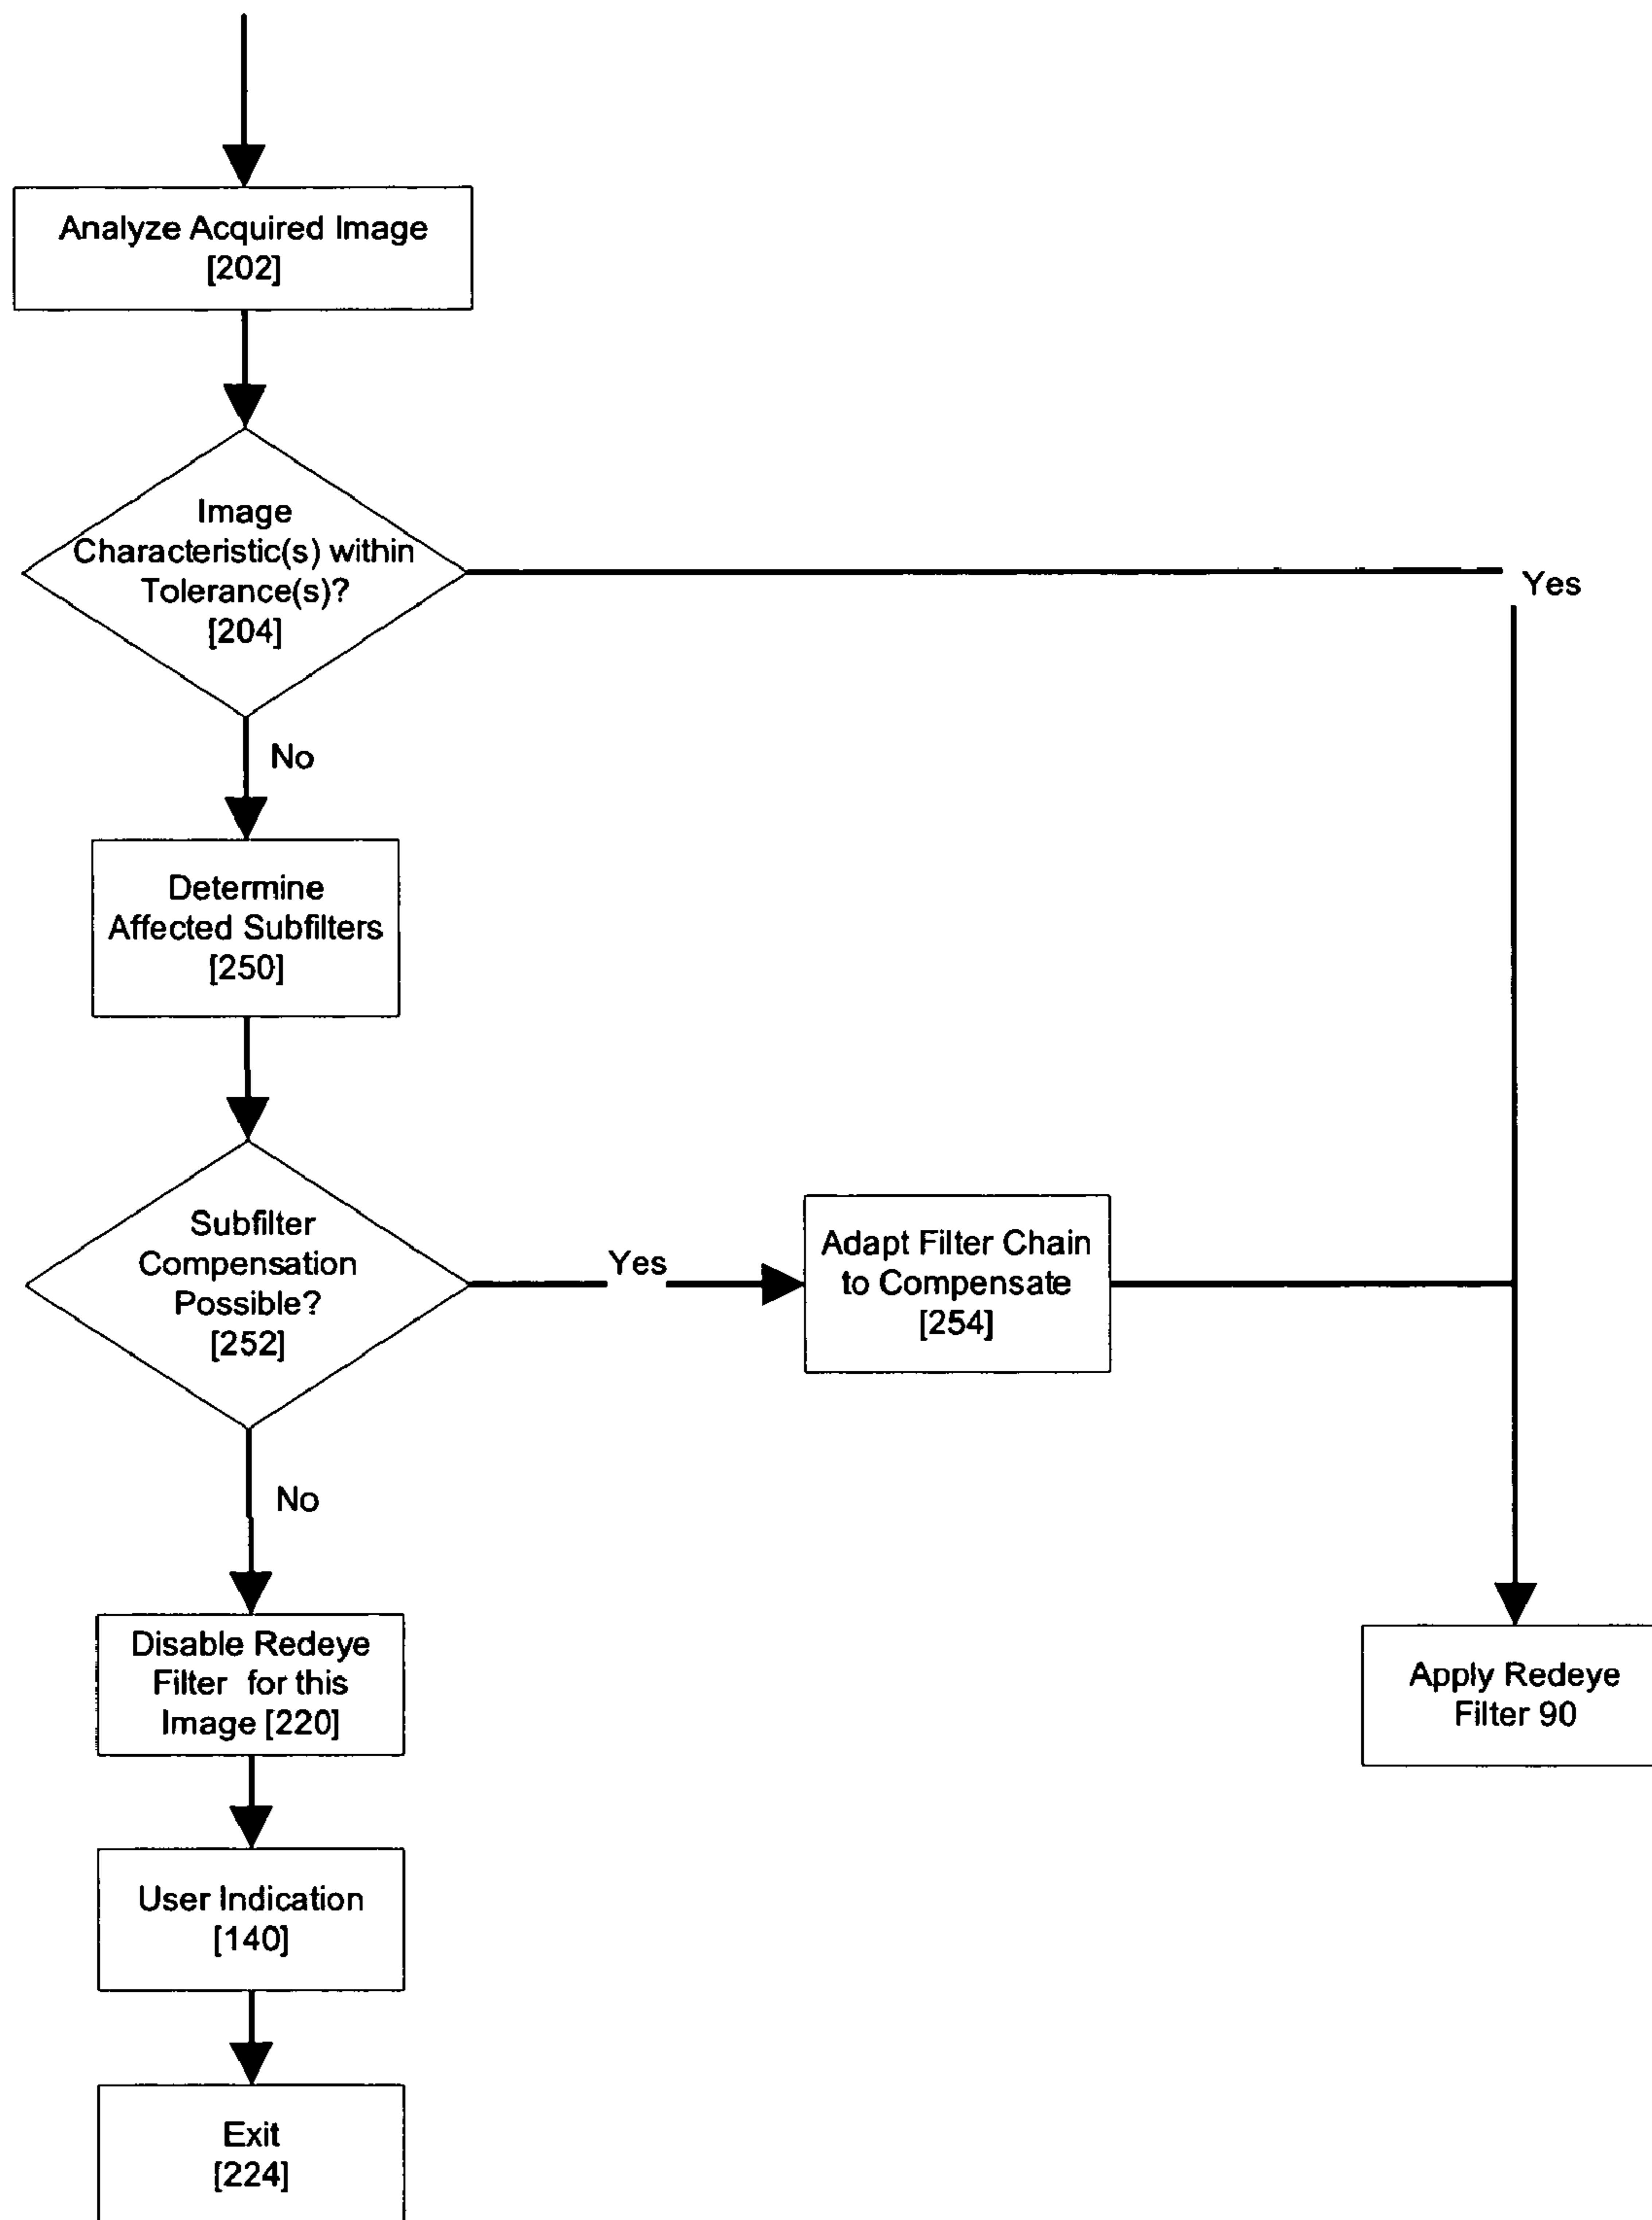 Analyze Acquired Image
[202]
Image
Characteristic(s) within
Tolerance(s)?
[204]
Yes
No
Determine
Affected Subfilters
[250]
Subfilter
Compensation
Possible?
[252]
Yes
Adapt Filter Chain
to Compensate
[254]
No
Disable Redeye
Filter for this
Image [220]
Apply Redeye
Filter 90
User Indication
[140]
Exit
[224]